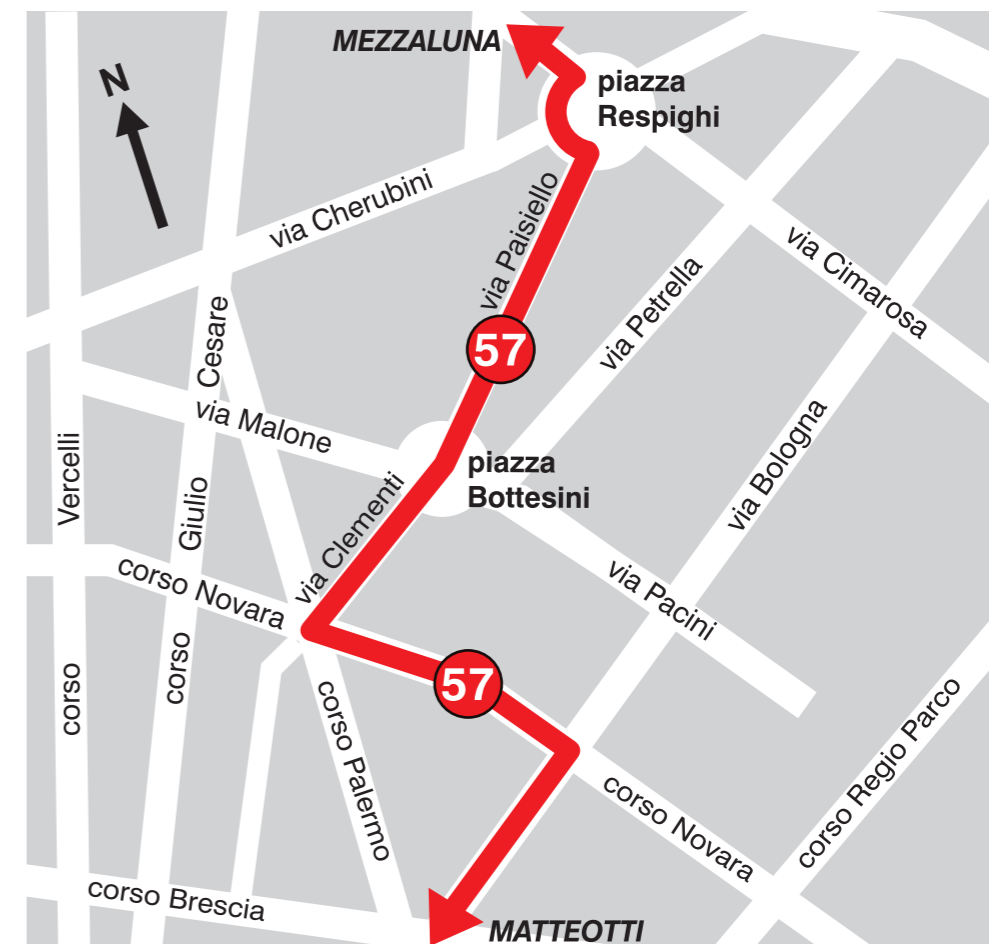 MEZZALUNA
N
piazza
Respighi
via Cherubini
via Paisiello
via Cimarosa
via Petrella
57
Cesare
via Malone
Vercelli
Giulio
piazza
Bottesini
via Bologna
via Clementi
corso Novara
via Pacini
corso
corso
57
corso Palermo
corso Regio Parco
corso Novara
corso Brescia
MATTEOTTI